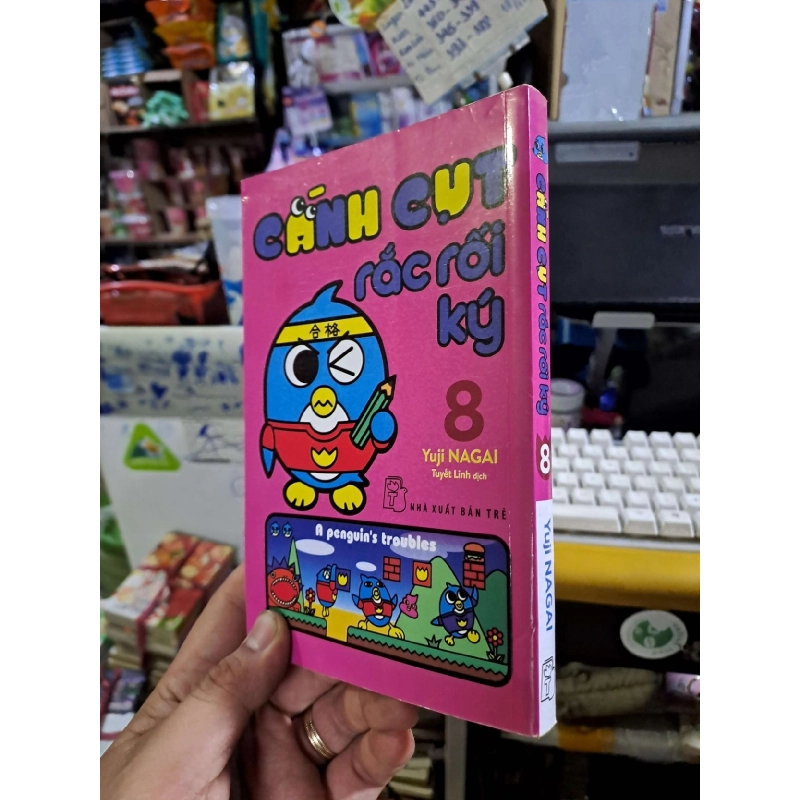 CÁNH CỤT
rắc rối
ký
合格
8
Yuji NAGAI
Tuyết Linh dịch
NHÀ XUẤT BẢN TRẺ
A penguin's troubles
CÁNH CỤT rắc rối ký 8 Yuji NAGAI